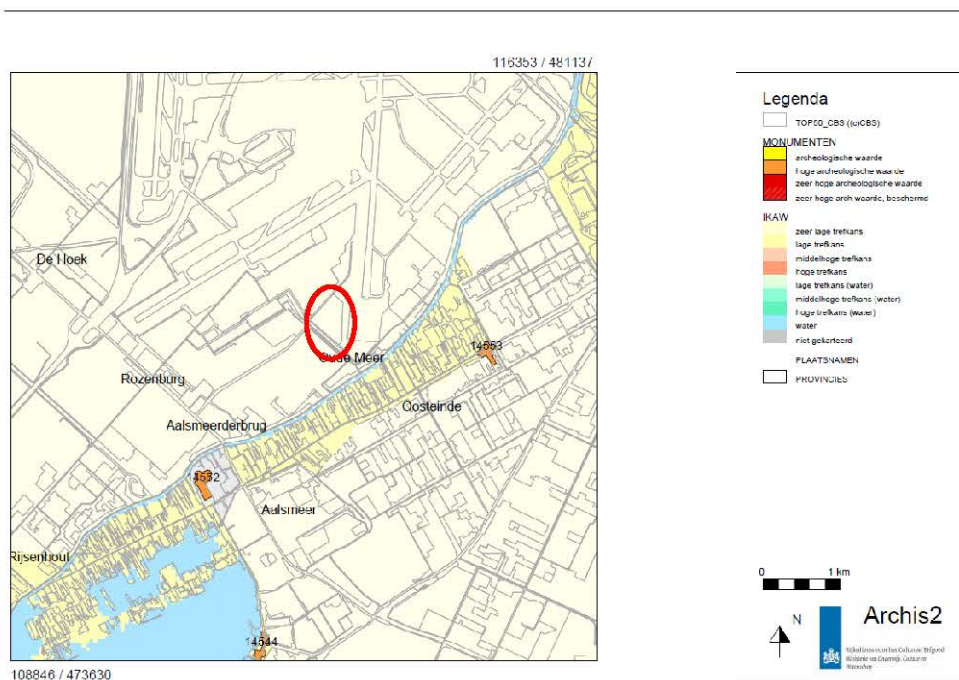 116353 / 481137
De Hoek
Oude Meer
14553
Rozenburg
Oosteinde
Aalsmeerderbrug
Aalsmeer
Rijsenhout
14544
108846 / 473630
Legenda
TOP50_CBS ((c)CBS)
MONUMENTEN
archeologische waarde
hoge archeologische waarde
zeer hoge archeologische waarde
zeer hoge arch waarde, beschermd
IKAW
zeer lage trefkans
lage trefkans
middelhoge trefkans
hoge trefkans
lage trefkans (water)
middelhoge trefkans (water)
hoge trefkans (water)
water
niet gekarteerd
PLAATSNAMEN
PROVINCIES
0 1 km
N
Archis2